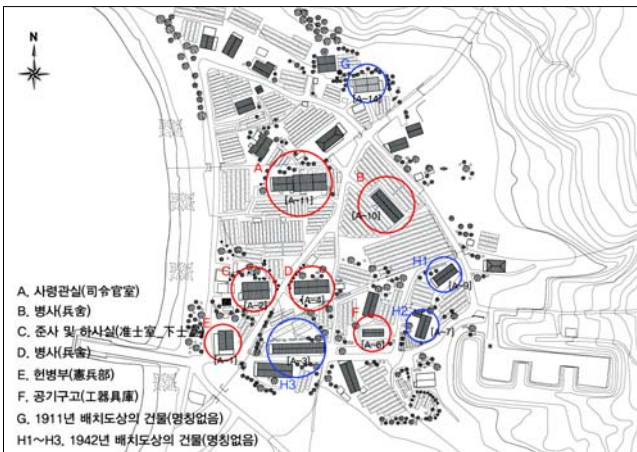 N
G
[A-14]
A
[A-11]
B
[A-10]
H1
[A-9]
C
[A-2]
D
[A-4]
H2
[A-7]
E
[A-1]
F
[A-6]
[A-3]
H3
A, 사령관실(司令官室)
B, 병사(兵舍)
C, 준사 및 하사실(准士室_下士室)
D, 병사(兵舍)
E, 헌병부(憲兵部)
F, 공기구고(工器具庫)
G, 1911년 배치도상의 건물(명칭없음)
H1~H3, 1942년 배치도상의 건물(명칭없음)